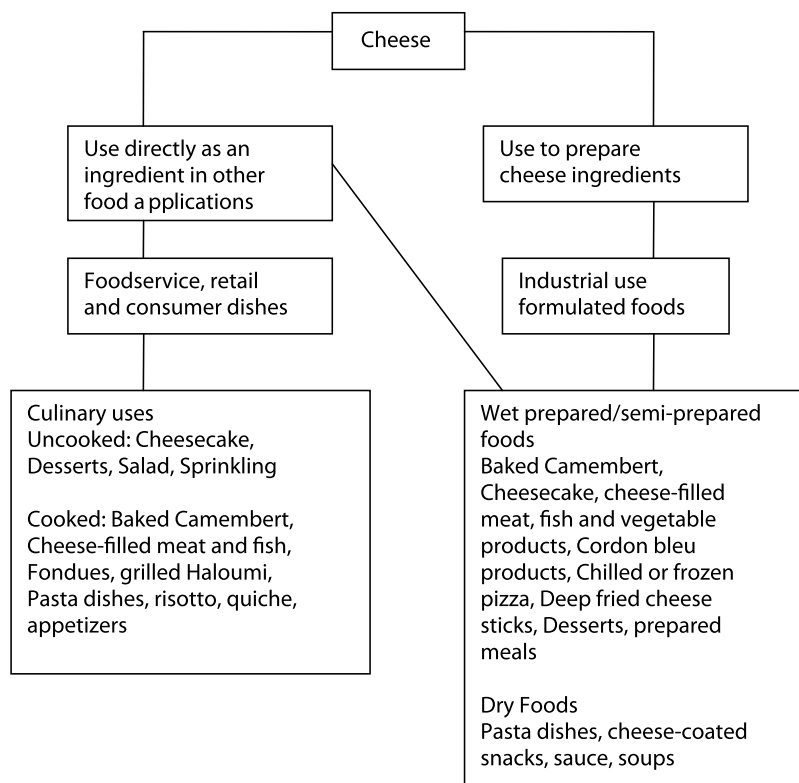 Cheese
Use directly as an
ingredient in other
food a pplications
Use to prepare
cheese ingredients
Foodservice, retail
and consumer dishes
Industrial use
formulated foods
Culinary uses
Uncooked: Cheesecake,
Desserts, Salad, Sprinkling
Cooked: Baked Camembert,
Cheese-filled meat and fish,
Fondues, grilled Haloumi,
Pasta dishes, risotto, quiche,
appetizers
Wet prepared/semi-prepared
foods
Baked Camembert,
Cheesecake, cheese-filled
meat, fish and vegetable
products, Cordon bleu
products, Chilled or frozen
pizza, Deep fried cheese
sticks, Desserts, prepared
meals
Dry Foods
Pasta dishes, cheese-coated
snacks, sauce, soups